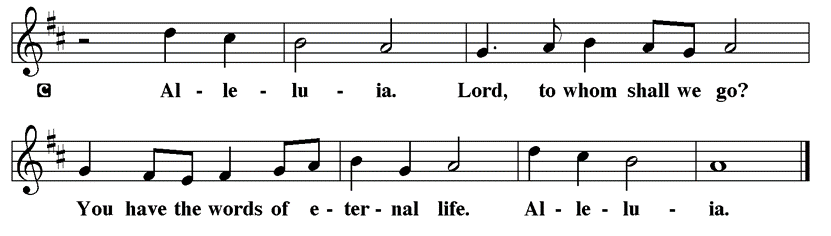 C Al - le - lu - ia. Lord, to whom shall we go?
You have the words of e - ter - nal life. Al - le - lu - ia.